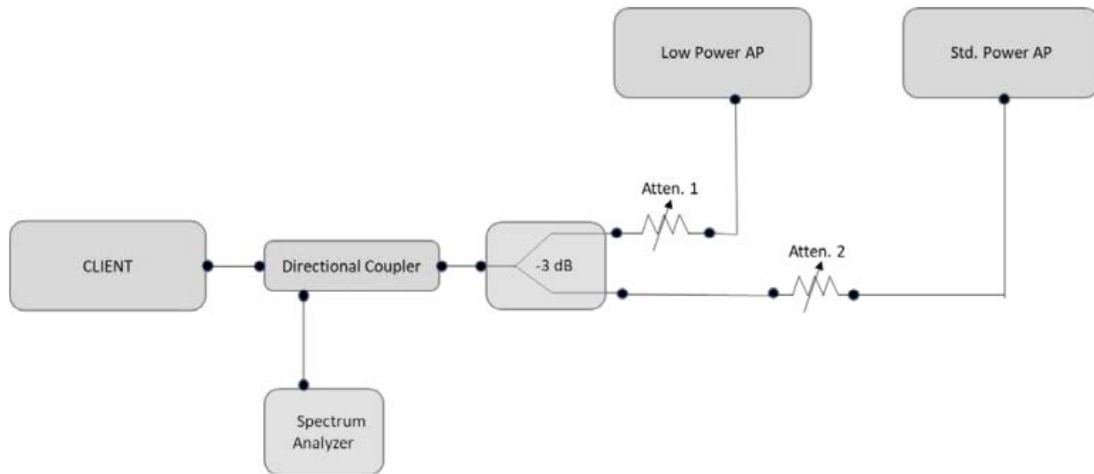 Low Power AP
Std. Power AP
Atten. 1
Atten. 2
CLIENT
Directional Coupler
-3 dB
Spectrum
Analyzer